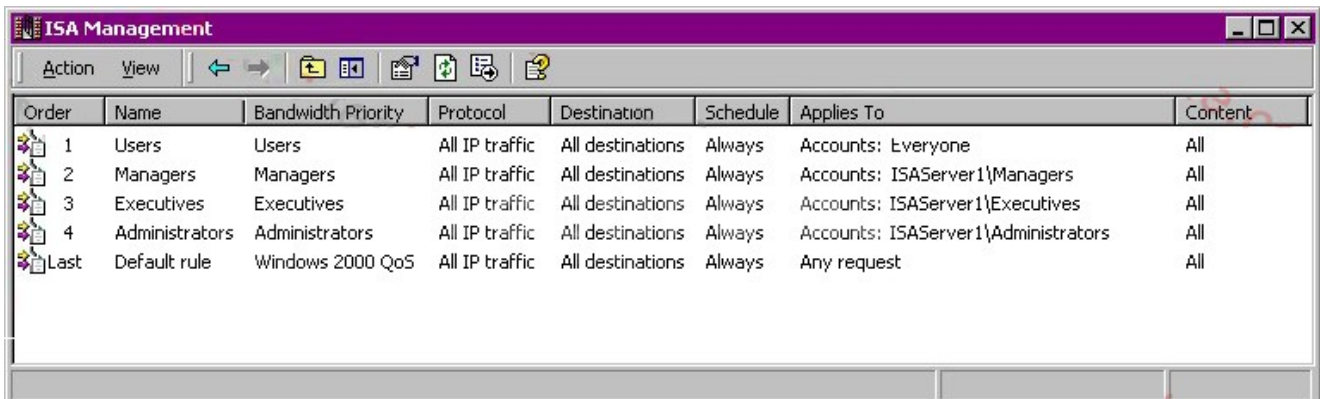 ISA Management
Action View
Order Name Bandwidth Priority Protocol Destination Schedule Applies To Content
1 Users Users All IP traffic All destinations Always Accounts: Everyone All
2 Managers Managers All IP traffic All destinations Always Accounts: ISAServer1\Managers All
3 Executives Executives All IP traffic All destinations Always Accounts: ISAServer1\Executives All
4 Administrators Administrators All IP traffic All destinations Always Accounts: ISAServer1\Administrators All
Last Default rule Windows 2000 QoS All IP traffic All destinations Always Any request All